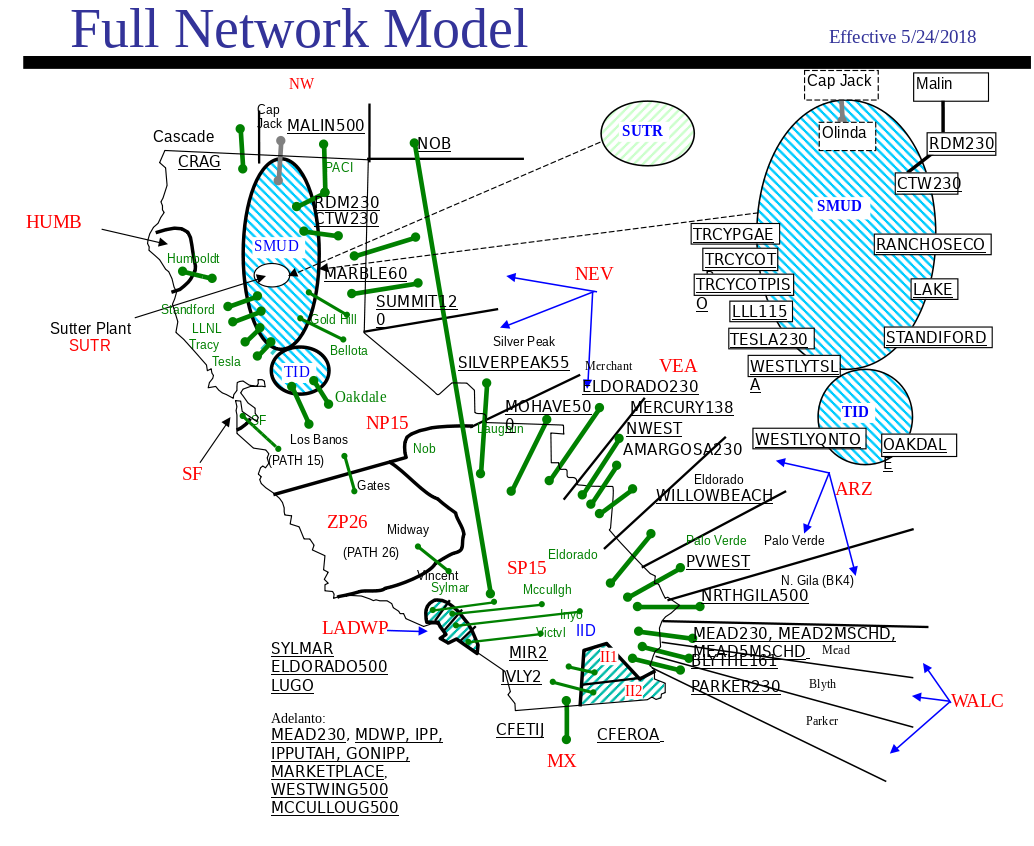 Full Network Model
Effective 5/24/2018
NW
Cap Jack
Malin
Cap
Jack
MALIN500
SUTR
Olinda
Cascade
NOB
RDM230
CRAG
PACI
CTW230
RDM230
CTW230
SMUD
HUMB
TRCYPGAE
SMUD
RANCHOSECO
Humboldt
TRCYCOT
P
MARBLE60
NEV
TRCYCOTPIS
O
LAKE
SUMMIT12
0
Standford
Gold Hill
LLL115
Sutter Plant
SUTR
LLNL
Tracy
Silver Peak
TESLA230
STANDIFORD
Bellota
Tesla
SILVERPEAK55
Merchant
VEA
WESTLYTSL
A
TID
ELDORADO230
Oakdale
MOHAVE50
0
MERCURY138
TID
SF
NP15
Laughlin
NWEST
Los Banos
(PATH 15)
Nob
AMARGOSA230
WESTLYQNTO
OAKDAL
E
SF
Gates
Eldorado
WILLOWBEACH
ARZ
ZP26
Midway
(PATH 26)
Eldorado
Palo Verde
Palo Verde
Vincent
SP15
PVWEST
Sylmar
Mccullgh
N. Gila (BK4)
NRTHGILA500
Inyo
LADWP
Victvl
IID
MEAD230, MEAD2MSCHD,
MEAD5MSCHD
Mead
SYLMAR
ELDORADO500
LUGO
MIR2
II1
BLYTHE161
IVLY2
II2
PARKER230
Blyth
WALC
Adelanto:
MEAD230, MDWP, IPP,
IPPUTAH, GONIPP,
MARKETPLACE,
WESTWING500
MCCULLOUG500
CFETIJ
CFEROA
Parker
MX